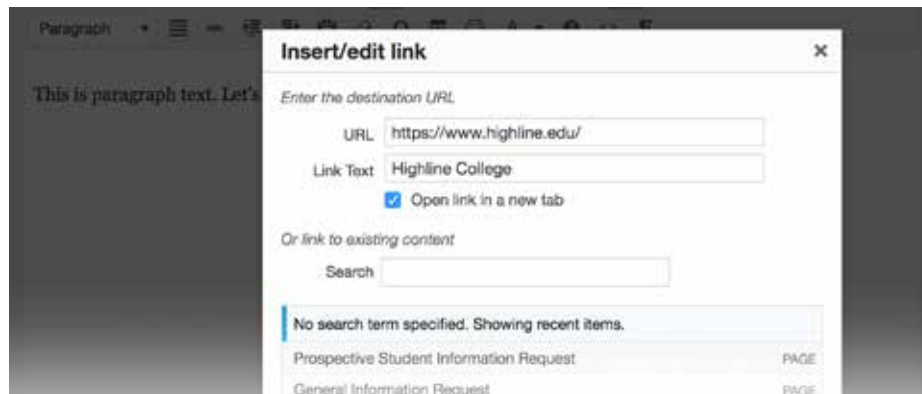 Paragraph
Insert/edit link
×
This is paragraph text. Let's
Enter the destination URL
URL https://www.highline.edu/
Link Text Highline College
Open link in a new tab
Or link to existing content
Search
No search term specified. Showing recent items.
Prospective Student Information Request PAGE
General Information Request PAGE